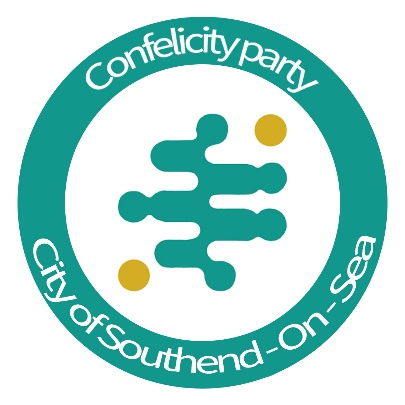 Confelicity party
City of Southend - On - Sea